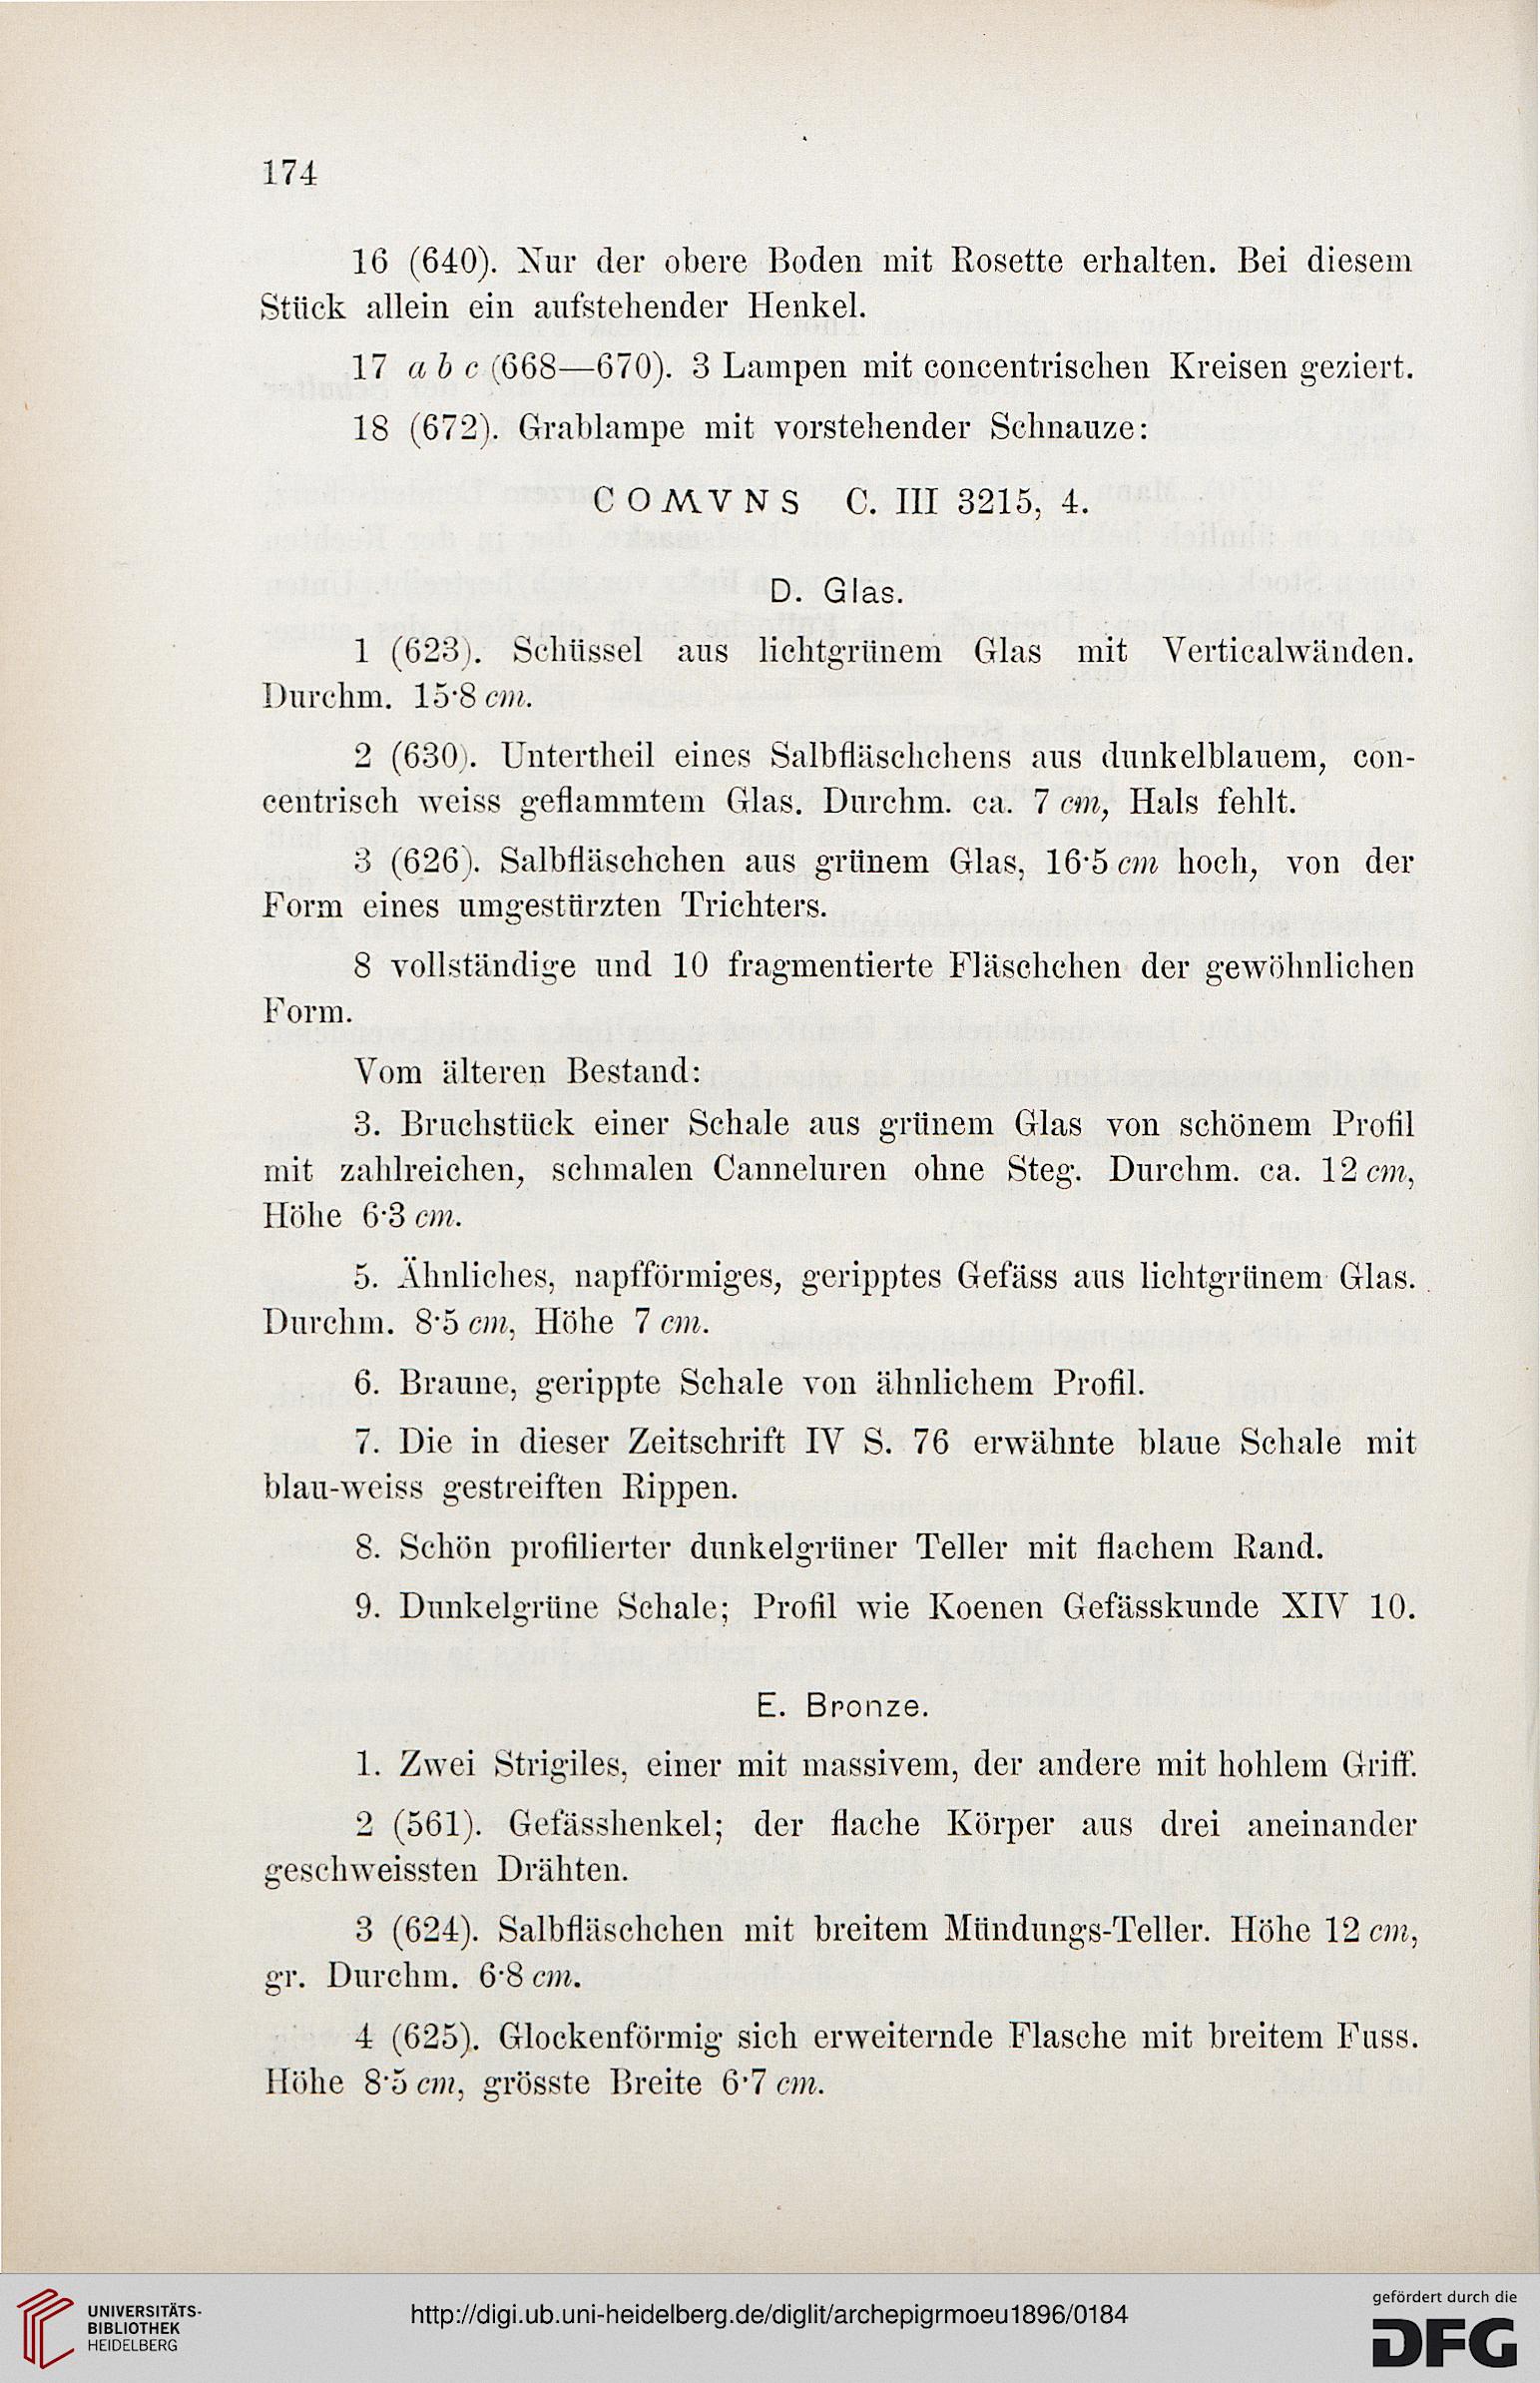 174
16 (640). Nur der obere Boden mit Rosette erhalten. Bei diesem
Stück allein ein aufstehender Henkel.
17 a b c (668—670). 3 Lampen mit concentrischen Kreisen geziert.
18 (672). Grablampe mit vorstehender Schnauze:
COMVNS C. III 3215, 4.
D. Glas.
1 (623). Schüssel aus lichtgrünem Glas mit Verticalwänden.
Durchm. 15·8 cm.
2 (630). Untertheil eines Salbfläschchens aus dunkelblauem, con-
centrisch weiss geflammtem Glas. Durchm. ca. 7 cm, Hals fehlt.
3 (626). Salbfläschchen aus grünem Glas, 16·5 cm hoch, von der
Form eines umgestürzten Trichters.
8 vollständige und 10 fragmentierte Fläschchen der gewöhnlichen
Form.
Vom älteren Bestand:
3. Bruchstück einer Schale aus grünem Glas von schönem Profil
mit zahlreichen, schmalen Canneluren ohne Steg. Durchm. ca. 12 cm,
Höhe 6·3 cm.
5. Ähnliches, napfförmiges, geripptes Gefäss aus lichtgrünem Glas.
Durchm. 8·5 cm, Höhe 7 cm.
6. Braune, gerippte Schale von ähnlichem Profil.
7. Die in dieser Zeitschrift IV S. 76 erwähnte blaue Schale mit
blau-weiss gestreiften Rippen.
8. Schön profilierter dunkelgrüner Teller mit flachem Rand.
9. Dunkelgrüne Schale; Profil wie Koenen Gefässkunde XIV 10.
E. Bronze.
1. Zwei Strigiles, einer mit massivem, der andere mit hohlem Griff.
2 (561). Gefässhenkel; der flache Körper aus drei aneinander
geschweissten Drähten.
3 (624). Salbfläschchen mit breitem Mündungs-Teller. Höhe 12 cm,
gr. Durchm. 6·8 cm.
4 (625). Glockenförmig sich erweiternde Flasche mit breitem Fuss.
Höhe 8·5 cm, grösste Breite 6·7 cm.
UNIVERSITÄTS-
BIBLIOTHEK
HEIDELBERG
http://digi.ub.uni-heidelberg.de/diglit/archepigrmoeu1896/0184
gefördert durch die
DFG